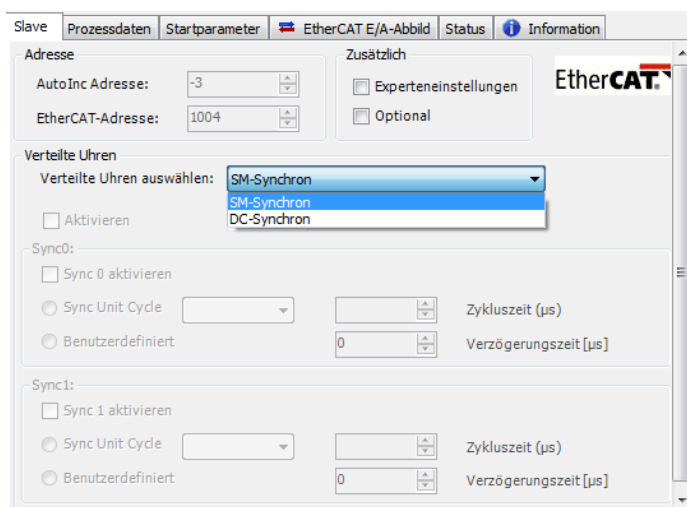 Slave Prozessdaten Startparameter EtherCAT E/A-Abbild Status Information
Adresse
AutoInc Adresse: -3
EtherCAT-Adresse: 1004
Zusätzlich
Experteneinstellungen
Optional
EtherCAT.
Verteilte Uhren
Verteilte Uhren auswählen: SM-Synchron
SM-Synchron
DC-Synchron
Aktivieren
Sync0:
Sync 0 aktivieren
Sync Unit Cycle Zykluszeit (µs)
Benutzerdefiniert 0 Verzögerungszeit[µs]
Sync1:
Sync 1 aktivieren
Sync Unit Cycle Zykluszeit (µs)
Benutzerdefiniert 0 Verzögerungszeit[µs]